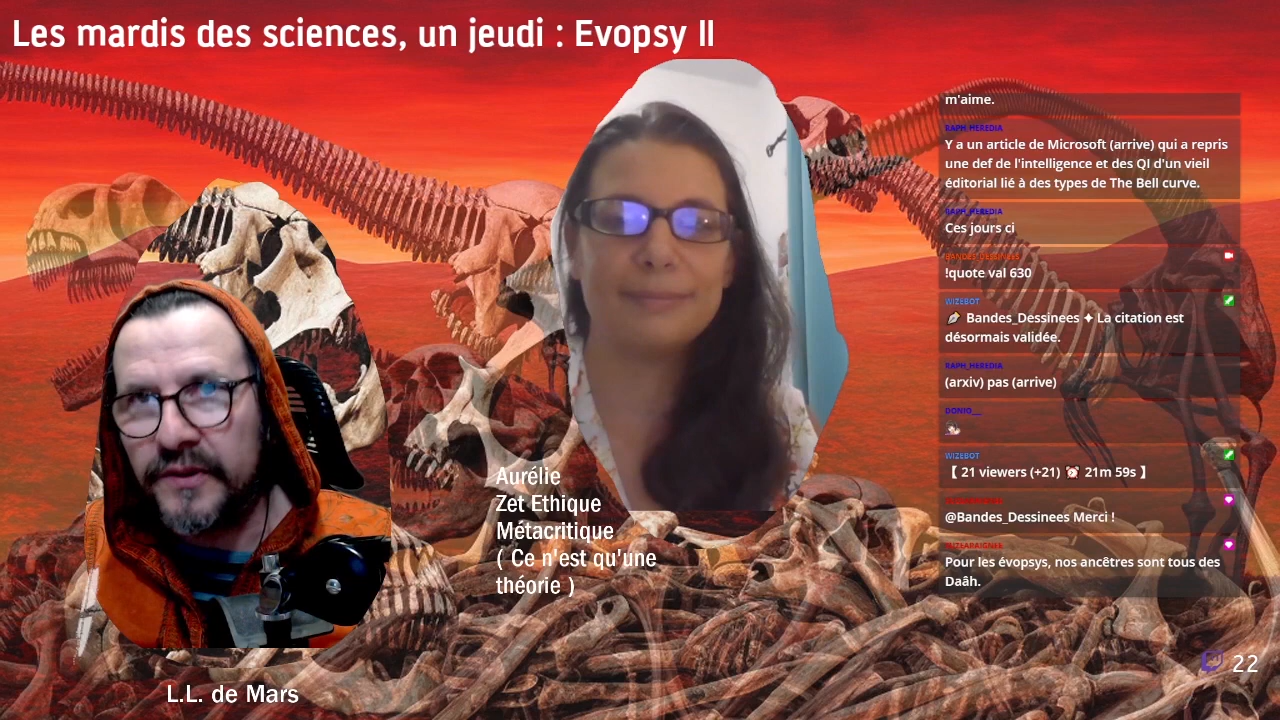 Les mardis des sciences, un jeudi : Evopsy II
m'aime.
RAPH_HEREDIA
Y a un article de Microsoft (arrive) qui a repris
une def de l'intelligence et des QI d'un vieil
éditorial lié à des types de The Bell curve.
RAPH_HEREDIA
Ces jours ci
BANDES_DESSINEES
!quote val 630
WIZEBOT
Bandes_Dessinees ✦ La citation est
désormais validée.
RAPH_HEREDIA
(arxiv) pas (arrive)
DONIG__
WIZEBOT
【 21 viewers (+21) ⏰ 21m 59s 】
@Bandes_Dessinees Merci !
Pour les évopsys, nos ancêtres sont tous des
Daâh.
Aurélie
Zet Ethique
Métacritique
( Ce n'est qu'une
théorie )
22
L.L. de Mars